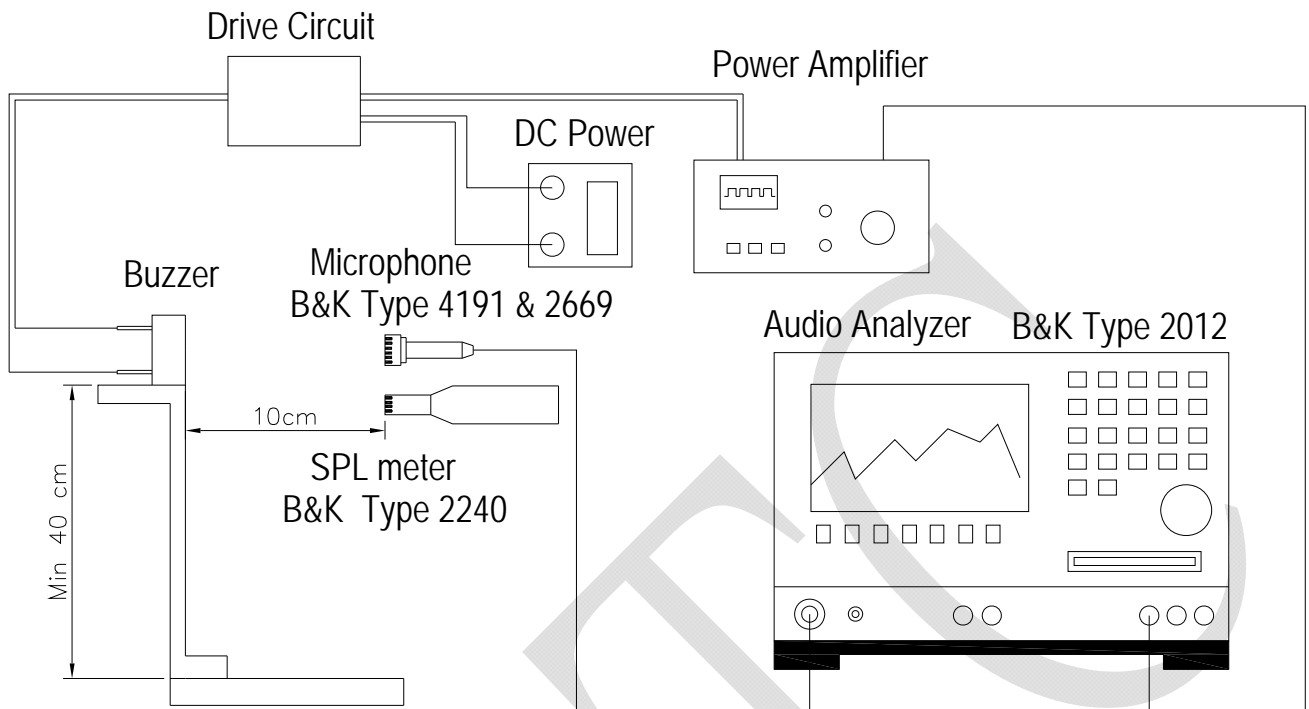 Drive Circuit
Power Amplifier
DC Power
Buzzer
Microphone
B&K Type 4191 & 2669
Audio Analyzer B&K Type 2012
10cm
SPL meter
B&K Type 2240
Min 40 cm
TC